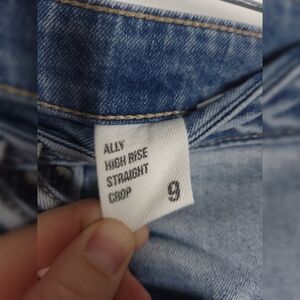 ALLY
HIGH RISE
STRAIGHT
CROP 9